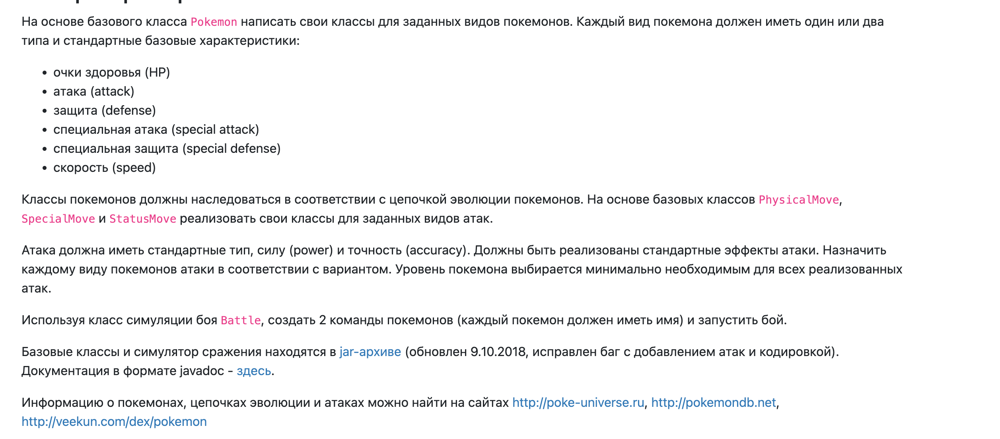 На основе базового класса Pokemon написать свои классы для заданных видов покемонов. Каждый вид покемона должен иметь один или два
типа и стандартные базовые характеристики:
• очки здоровья (HP)
• атака (attack)
• защита (defense)
• специальная атака (special attack)
• специальная защита (special defense)
• скорость (speed)
Классы покемонов должны наследоваться в соответствии с цепочкой эволюции покемонов. На основе базовых классов PhysicalMove,
SpecialMove и StatusMove реализовать свои классы для заданных видов атак.
Атака должна иметь стандартные тип, силу (power) и точность (accuracy). Должны быть реализованы стандартные эффекты атаки. Назначить
каждому виду покемонов атаки в соответствии с вариантом. Уровень покемона выбирается минимально необходимым для всех реализованных
атак.
Используя класс симуляции боя Battle, создать 2 команды покемонов (каждый покемон должен иметь имя) и запустить бой.
Базовые классы и симулятор сражения находятся в jar-архиве (обновлен 9.10.2018, исправлен баг с добавлением атак и кодировкой).
Документация в формате javadoc - здесь.
Информацию о покемонах, цепочках эволюции и атаках можно найти на сайтах http://poke-universe.ru, http://pokemondb.net,
http://veekun.com/dex/pokemon